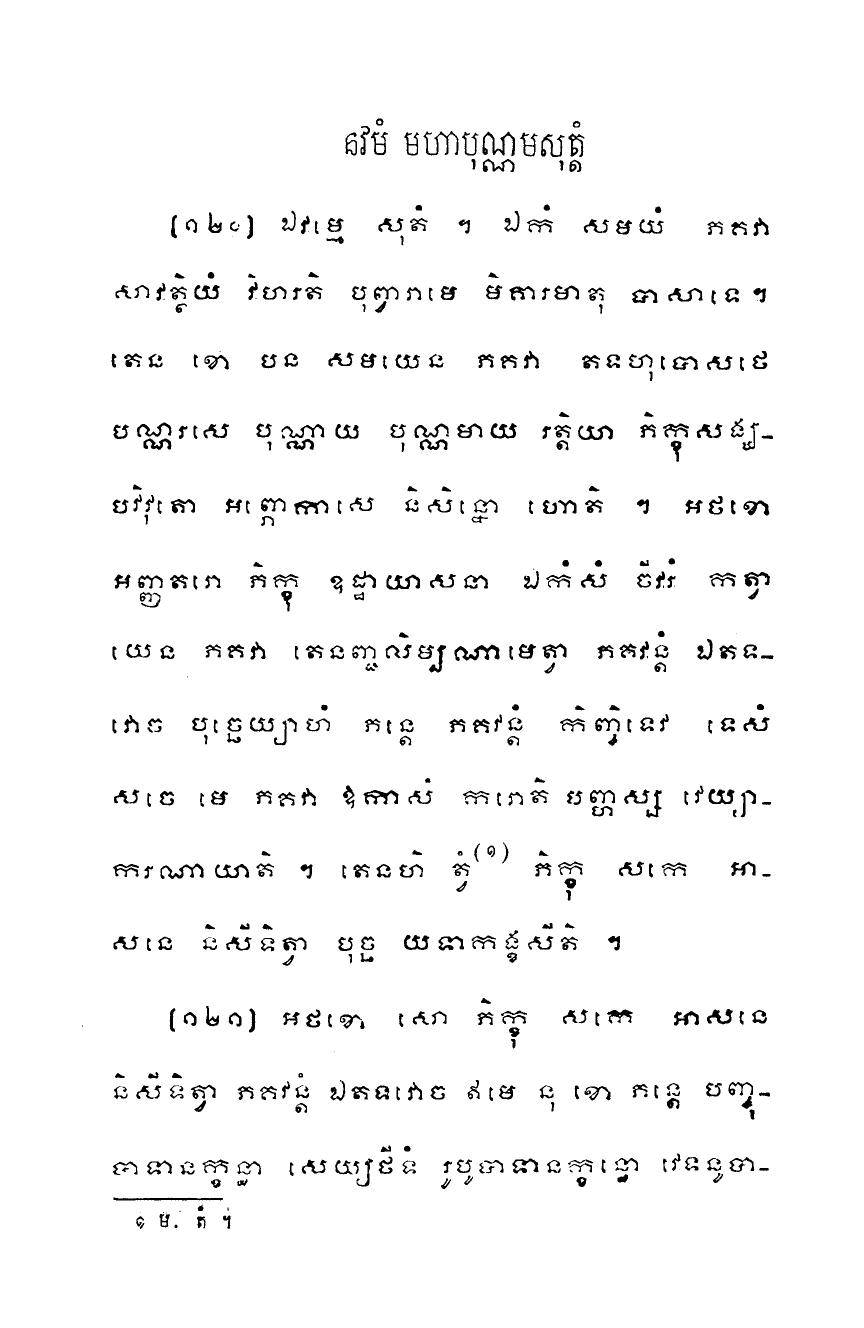 នវមំ មហាបុណ្ណមសុត្តំ
(១២០) ឯវម្មេ សុតំ ។ ឯកំ សមយំ ភគវា
សាវត្ថិយំ វិហរតិ បុព្វារាមេ មិគារមាតុ បាសាទេ។
តេន ខោ បន សមយេន ភគវា តទហុបោសថេ
បណ្ណរសេ បុណ្ណាយ បុណ្ណមាយ រត្តិយា ភិក្ខុសង្ឃ-
បរិវុតោ អព្ភោកាសេ និសិន្នោ ហោតិ ។ អថខោ
អញ្ញតរោ ភិក្ខុ ឧដ្ឋាយាសនា ឯកំសំ ចីវរំ កត្វា
យេន ភគវា តេនញ្ជលិម្បណាមេត្វា ភគវន្តំ ឯតទ-
វោច បុច្ឆេយ្យាហំ ភន្តេ ភគវន្តំ កិញ្ចិទេវ ទេសំ
សចេ មេ ភគវា ឱកាសំ ករោតិ បញ្ហស្ស វេយ្យា-
ករណាយាតិ ។ តេនហិ ត្វំ(១) ភិក្ខុ សកេ អា-
សនេ និសីទិត្វា បុច្ឆ យទាកង្ខសីតិ ។
(១២១) អថខោ សោ ភិក្ខុ សកេ អាសនេ
និសីទិត្វា ភគវន្តំ ឯតទវោច ឥមេ នុ ខោ ភន្តេ បញ្ចុ-
បាទានក្ខន្ធា សេយ្យថីទំ រូបូបាទានក្ខន្ធោ វេទនូបា-
១ ម. តំ ។